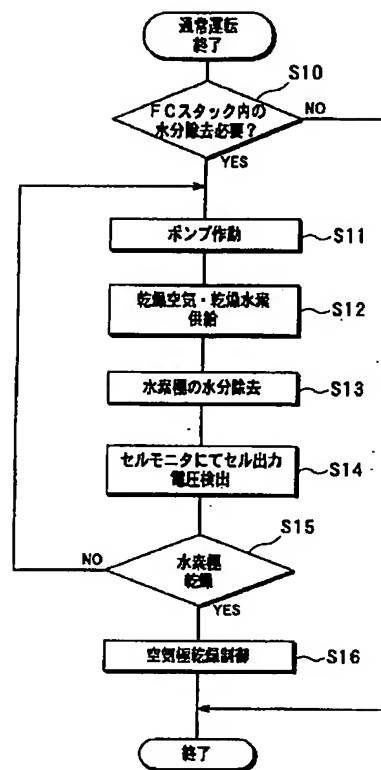 通常運転
終了
S10
FCスタック内の
水分除去必要?
NO
YES
ポンプ作動
S11
乾燥空気・乾燥水素
供給
S12
水素極の水分除去
S13
セルモニタにてセル出力
電圧検出
S14
S15
水素極
乾燥
NO
YES
空気極乾燥制御
S16
終了